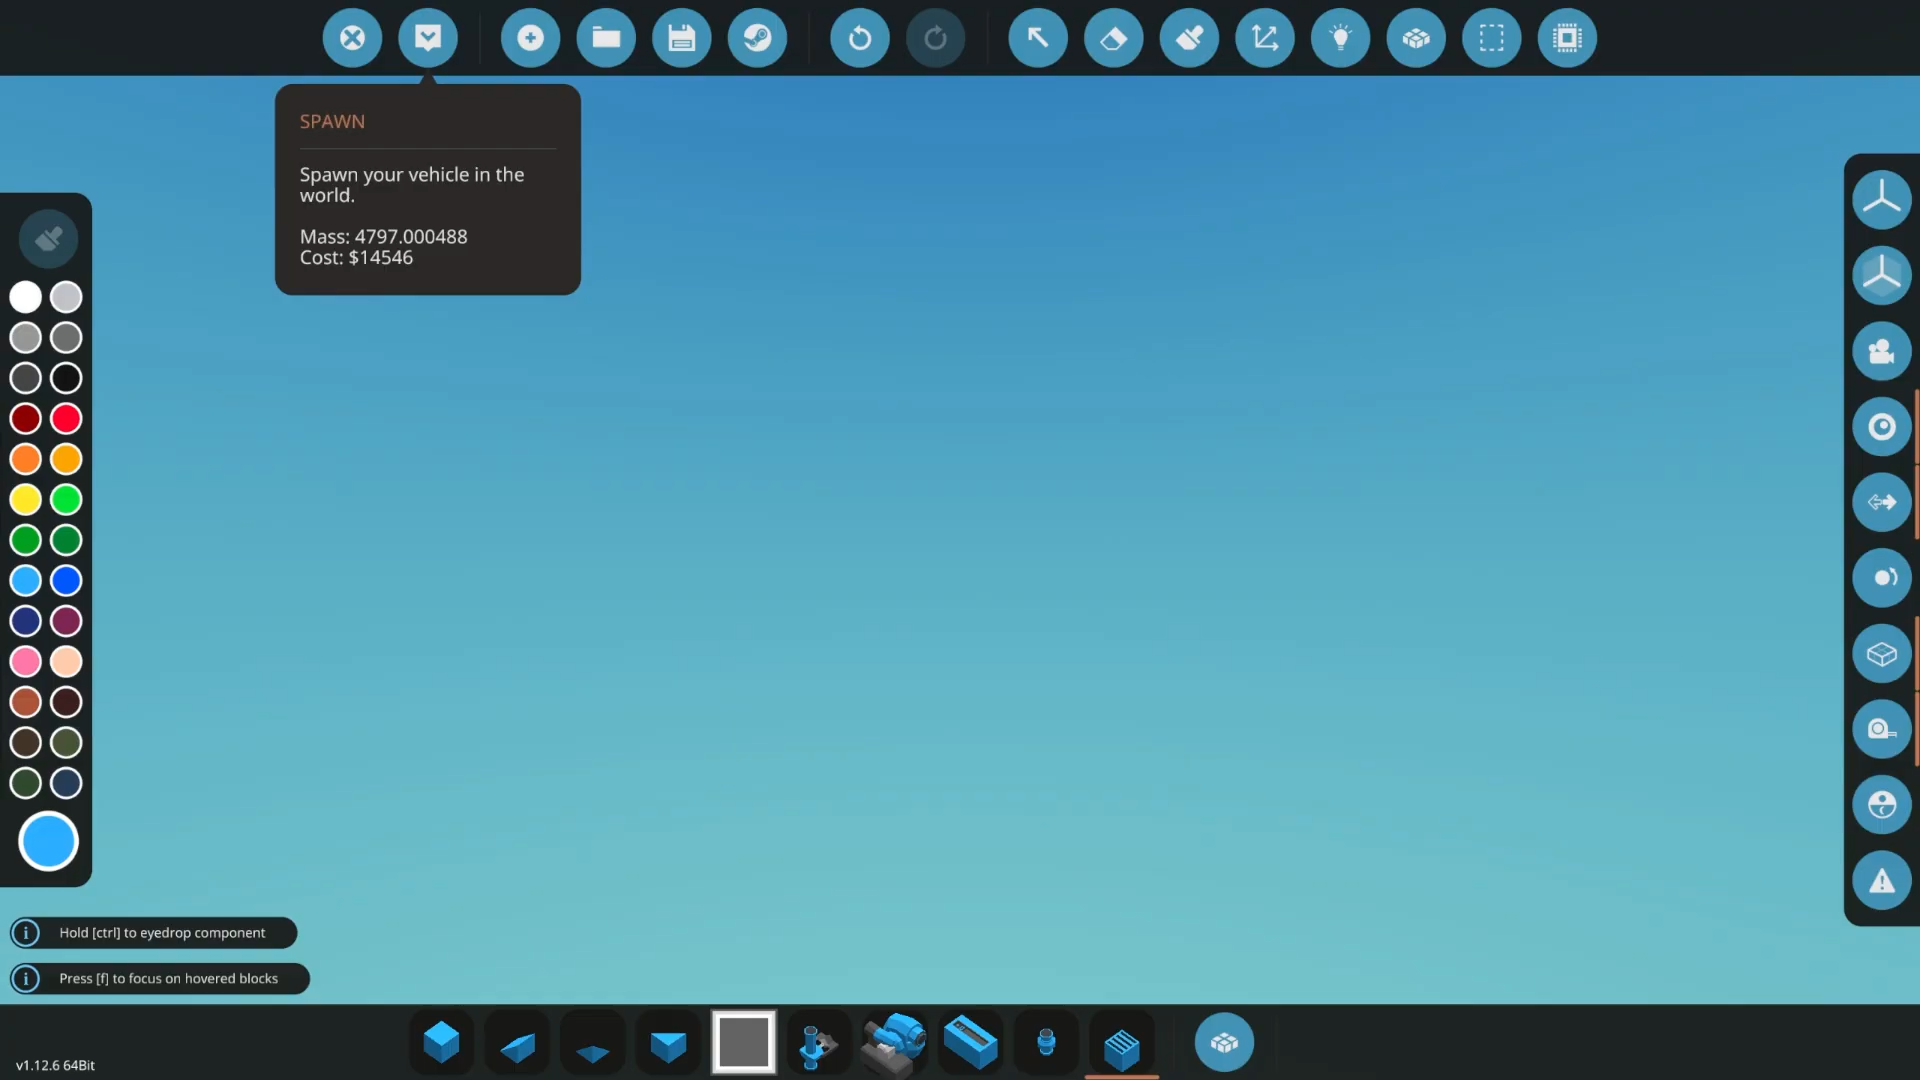 SPAWN
Spawn your vehicle in the
world.
Mass: 4797.000488
Cost: $14546
Hold [ctrl] to eyedrop component
Press [f] to focus on hovered blocks
v1.12.6 64Bit